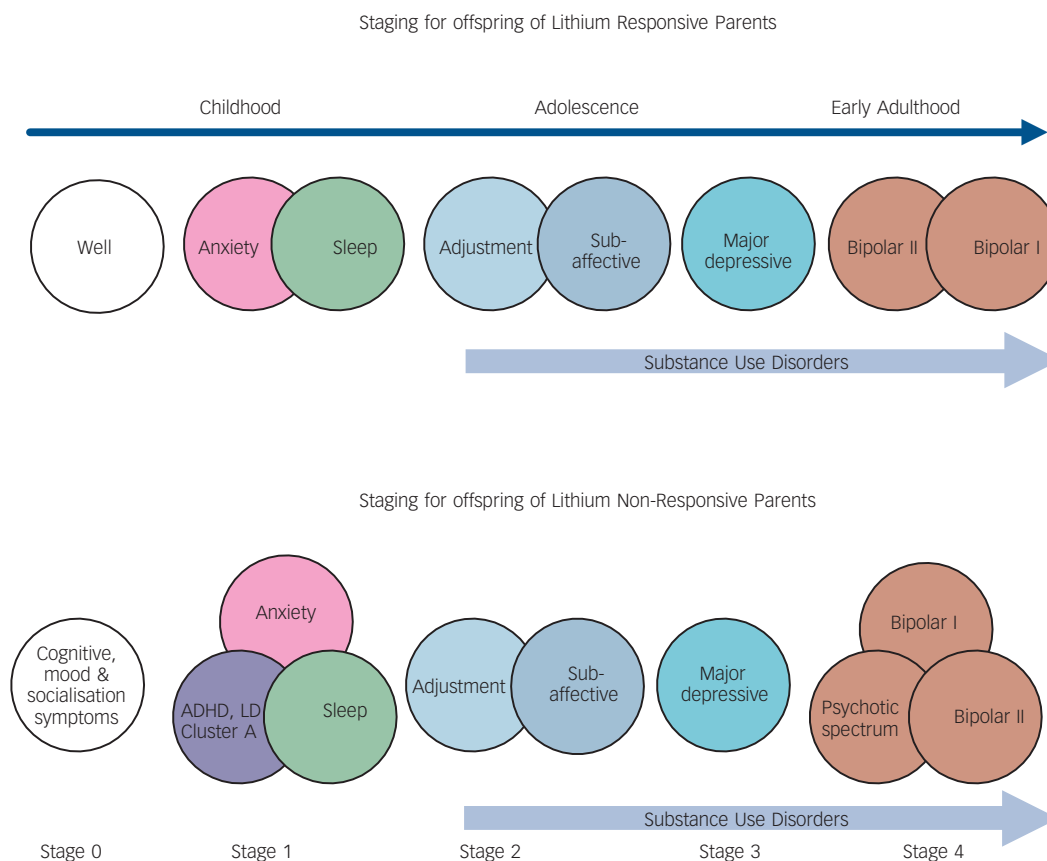 Staging for offspring of Lithium Responsive Parents
Childhood
Adolescence
Early Adulthood
Well
Anxiety
Sleep
Adjustment
Sub-
affective
Major
depressive
Bipolar II
Bipolar I
Substance Use Disorders
Staging for offspring of Lithium Non-Responsive Parents
Cognitive,
mood &
socialisation
symptoms
Anxiety
ADHD, LD
Cluster A
Sleep
Adjustment
Sub-
affective
Major
depressive
Bipolar I
Psychotic
spectrum
Bipolar II
Substance Use Disorders
Stage 0
Stage 1
Stage 2
Stage 3
Stage 4